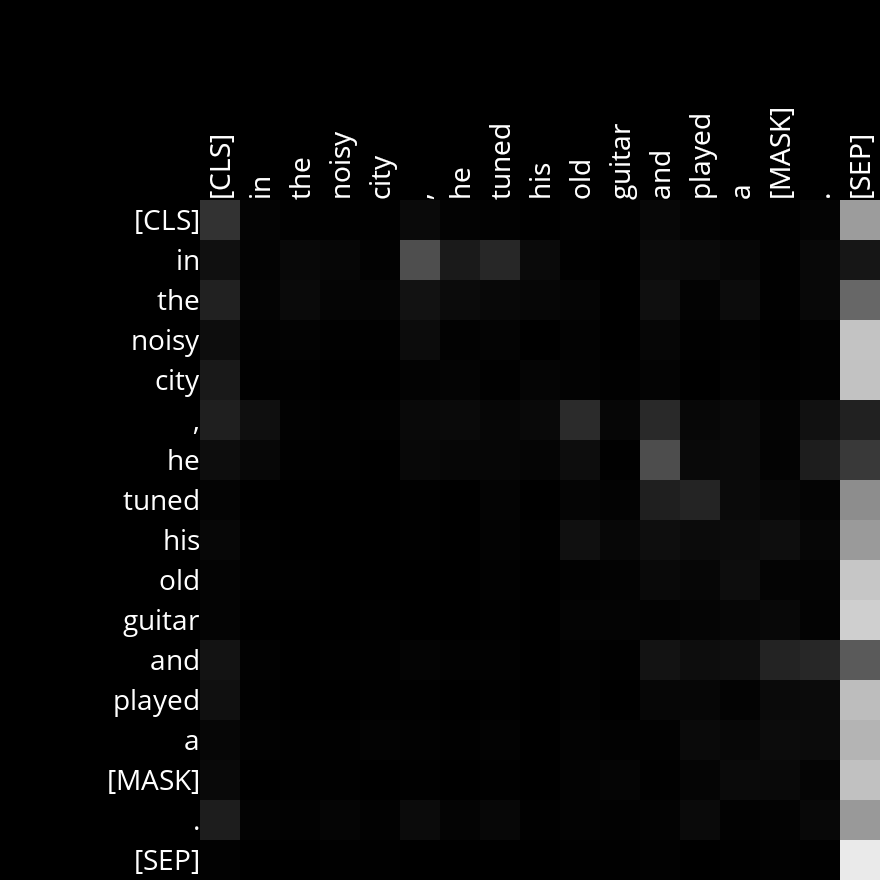 [CLS] in the noisy city , he tuned his old guitar and played a [MASK] . [SEP]
[CLS]
in
the
noisy
city
,
he
tuned
his
old
guitar
and
played
a
[MASK]
.
[SEP]